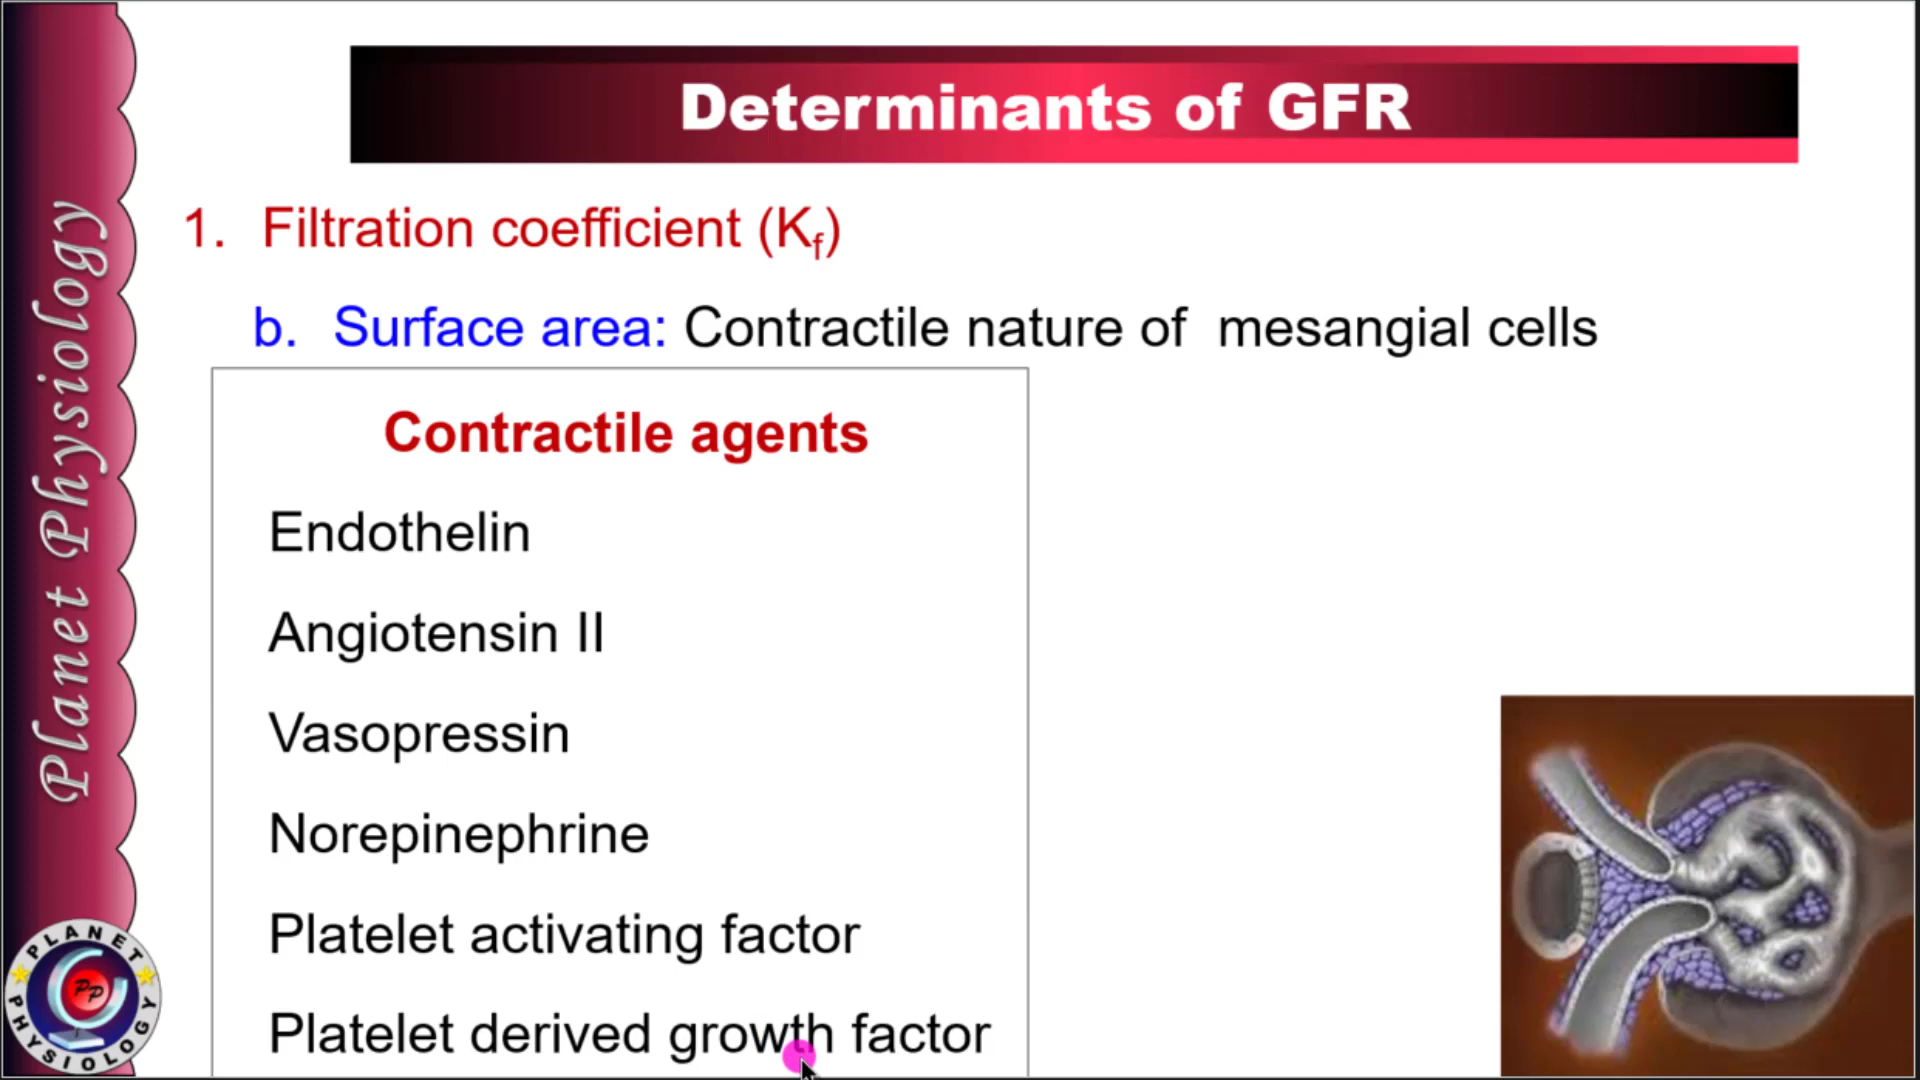 Determinants of GFR
1. Filtration coefficient (Kf)
b. Surface area: Contractile nature of mesangial cells
Contractile agents
Endothelin
Angiotensin II
Vasopressin
Norepinephrine
Platelet activating factor
Platelet derived growth factor
Planet Physiology
PLANET
PP
PHYSIOLOGY